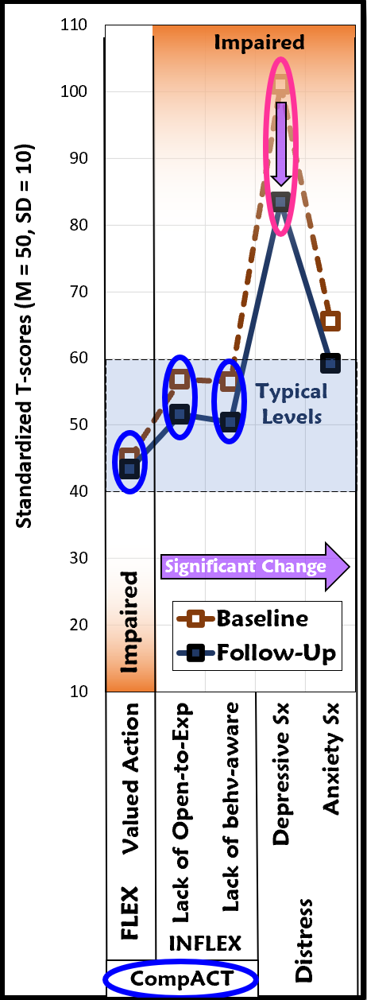 Standardized T-scores (M = 50, SD = 10)
110
100
90
80
70
60
50
40
30
20
10
Impaired
Typical
Levels
Significant Change
Impaired
Baseline
Follow-Up
Valued Action
Lack of Open-to-Exp
Lack of behv-aware
Depressive Sx
Anxiety Sx
FLEX
INFLEX
Distress
CompACT